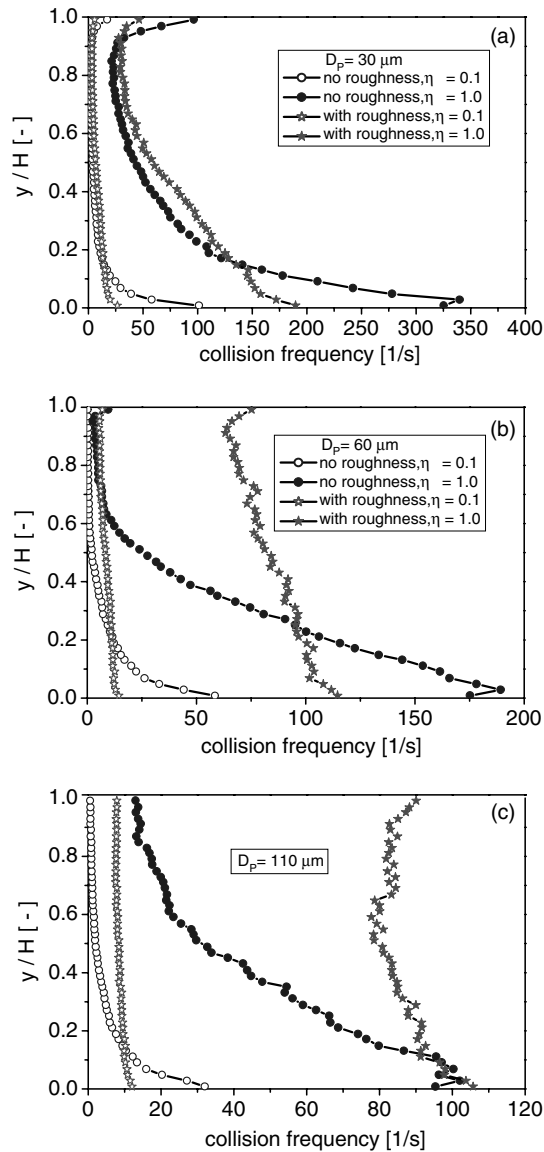 (a)
D_P = 30 μm
no roughness, η = 0.1
no roughness, η = 1.0
with roughness, η = 0.1
with roughness, η = 1.0
y / H [ - ]
1.0
0.8
0.6
0.4
0.2
0.0
0 50 100 150 200 250 300 350 400
collision frequency [1/s]
(b)
D_P = 60 μm
no roughness, η = 0.1
no roughness, η = 1.0
with roughness, η = 0.1
with roughness, η = 1.0
y / H [ - ]
1.0
0.8
0.6
0.4
0.2
0.0
0 50 100 150 200
collision frequency [1/s]
(c)
D_P = 110 μm
y / H [ - ]
1.0
0.8
0.6
0.4
0.2
0.0
0 20 40 60 80 100 120
collision frequency [1/s]